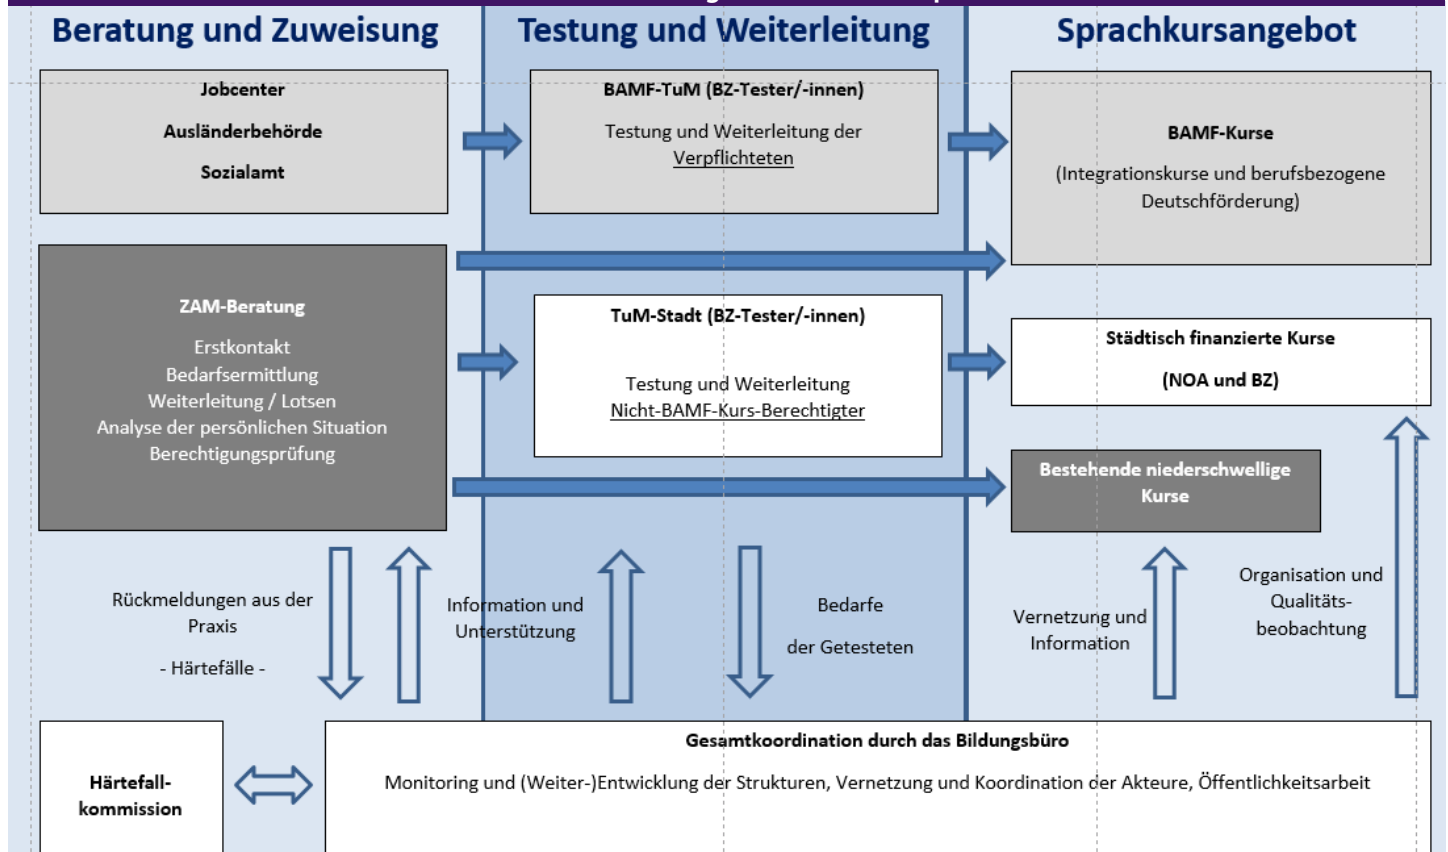 Beratung und Zuweisung
Testung und Weiterleitung
Sprachkursangebot
Jobcenter
Ausländerbehörde
Sozialamt
BAMF-TuM (BZ-Tester/-innen)
Testung und Weiterleitung der
Verpflichteten
BAMF-Kurse
(Integrationskurse und berufsbezogene
Deutschförderung)
ZAM-Beratung
Erstkontakt
Bedarfsermittlung
Weiterleitung / Lotsen
Analyse der persönlichen Situation
Berechtigungsprüfung
TuM-Stadt (BZ-Tester/-innen)
Testung und Weiterleitung
Nicht-BAMF-Kurs-Berechtigter
Städtisch finanzierte Kurse
(NOA und BZ)
Bestehende niederschwellige
Kurse
Rückmeldungen aus der
Praxis
- Härtefälle -
Information und
Unterstützung
Bedarfe
der Getesteten
Vernetzung und
Information
Organisation und
Qualitäts-
beobachtung
Härtefall-
kommission
Gesamtkoordination durch das Bildungsbüro
Monitoring und (Weiter-)Entwicklung der Strukturen, Vernetzung und Koordination der Akteure, Öffentlichkeitsarbeit